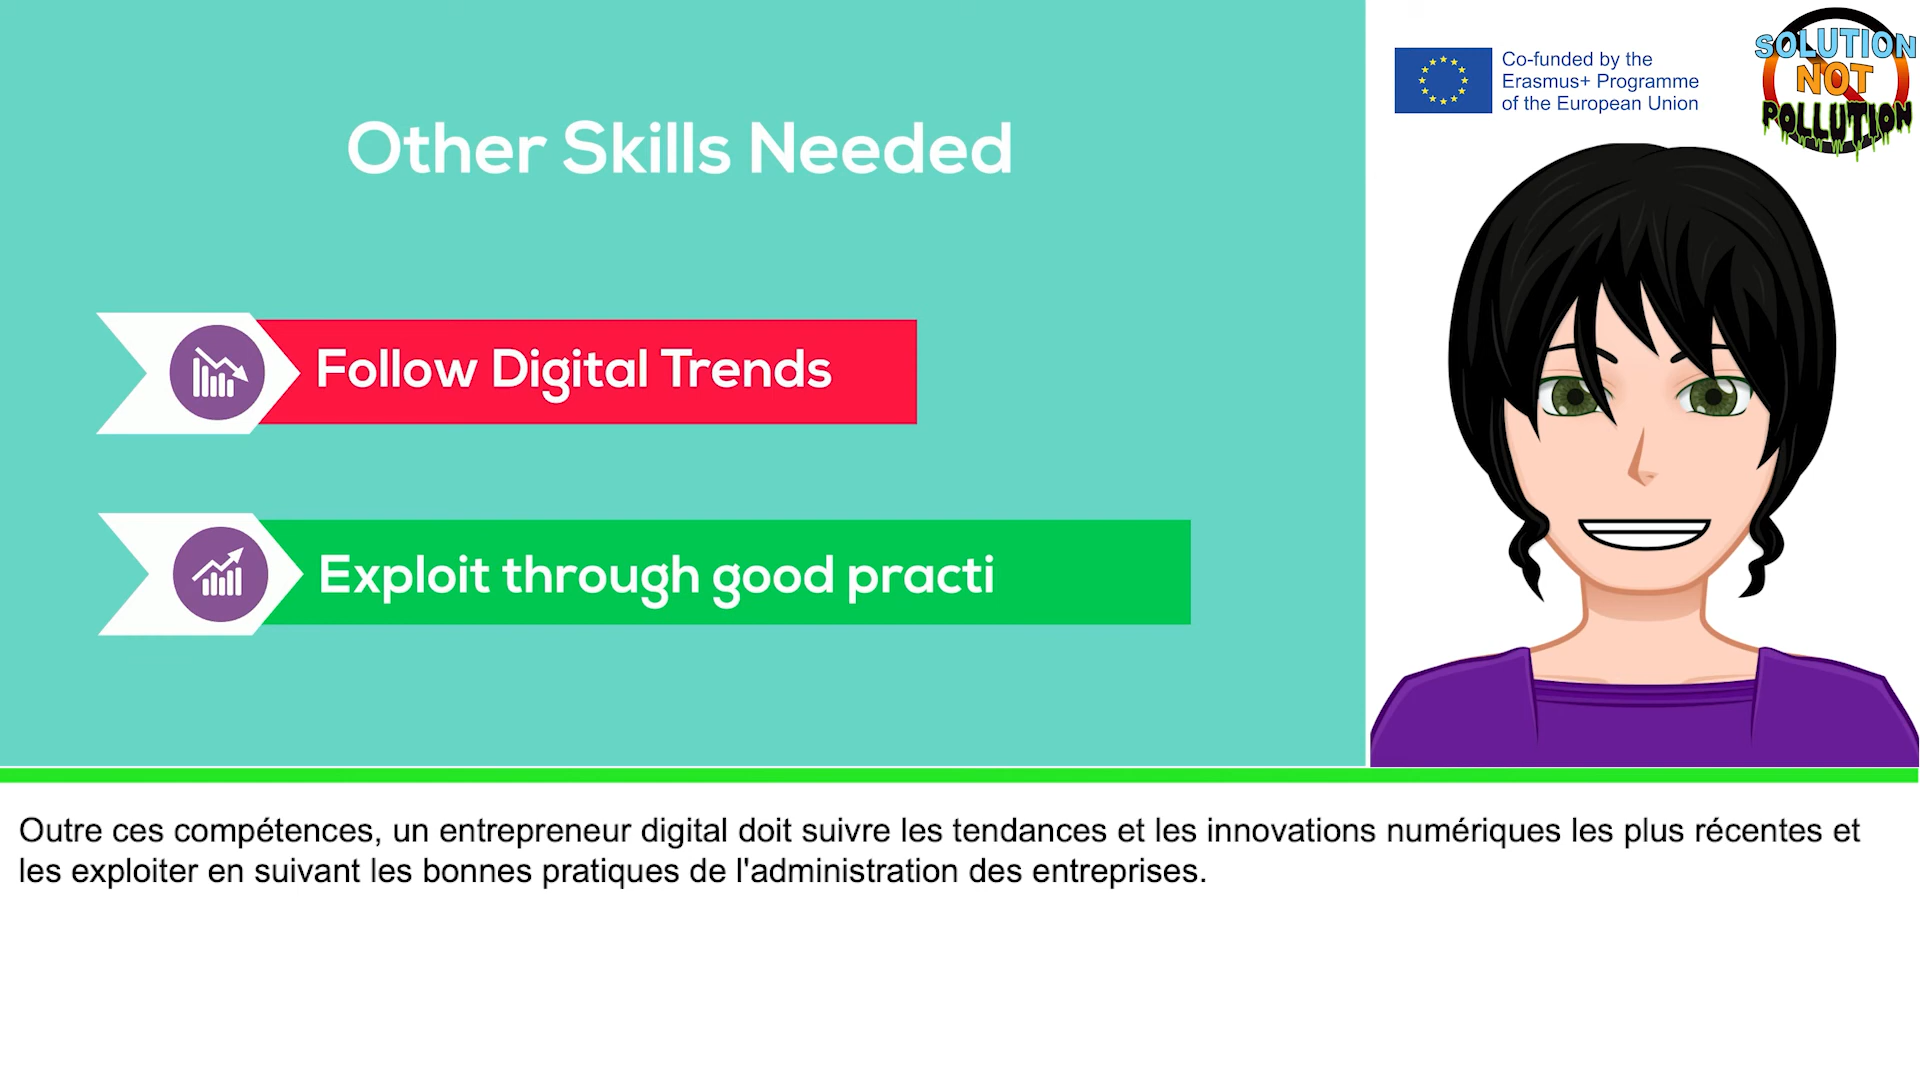 Other Skills Needed
Follow Digital Trends
Exploit through good practi
Co-funded by the
Erasmus+ Programme
of the European Union
SOLUTION
NOT
POLLUTION
Outre ces compétences, un entrepreneur digital doit suivre les tendances et les innovations numériques les plus récentes et
les exploiter en suivant les bonnes pratiques de l'administration des entreprises.